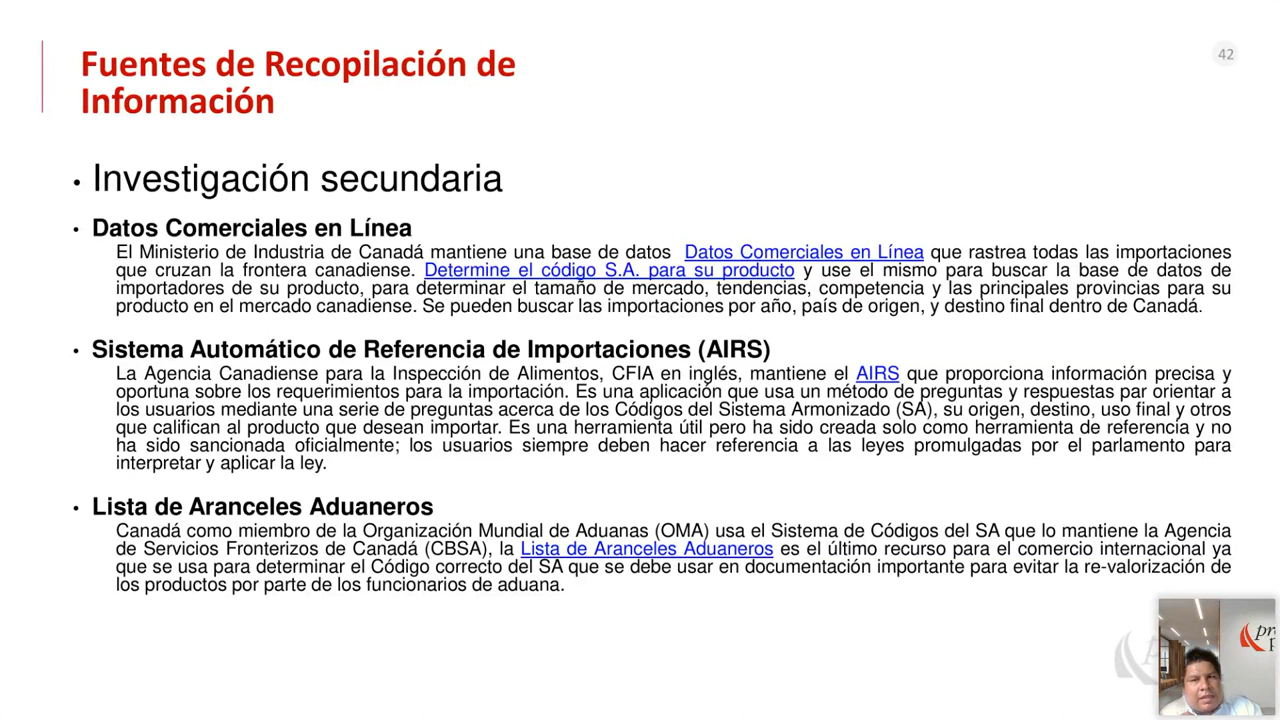 42
Fuentes de Recopilación de
Información
• Investigación secundaria
• Datos Comerciales en Línea
El Ministerio de Industria de Canadá mantiene una base de datos Datos Comerciales en Línea que rastrea todas las importaciones
que cruzan la frontera canadiense. Determine el código S.A. para su producto y use el mismo para buscar la base de datos de
importadores de su producto, para determinar el tamaño de mercado, tendencias, competencia y las principales provincias para su
producto en el mercado canadiense. Se pueden buscar las importaciones por año, país de origen, y destino final dentro de Canadá.
• Sistema Automático de Referencia de Importaciones (AIRS)
La Agencia Canadiense para la Inspección de Alimentos, CFIA en inglés, mantiene el AIRS que proporciona información precisa y
oportuna sobre los requerimientos para la importación. Es una aplicación que usa un método de preguntas y respuestas par orientar a
los usuarios mediante una serie de preguntas acerca de los Códigos del Sistema Armonizado (SA), su origen, destino, uso final y otros
que califican al producto que desean importar. Es una herramienta útil pero ha sido creada solo como herramienta de referencia y no
ha sido sancionada oficialmente; los usuarios siempre deben hacer referencia a las leyes promulgadas por el parlamento para
interpretar y aplicar la ley.
• Lista de Aranceles Aduaneros
Canadá como miembro de la Organización Mundial de Aduanas (OMA) usa el Sistema de Códigos del SA que lo mantiene la Agencia
de Servicios Fronterizos de Canadá (CBSA), la Lista de Aranceles Aduaneros es el último recurso para el comercio internacional ya
que se usa para determinar el Código correcto del SA que se debe usar en documentación importante para evitar la re-valorización de
los productos por parte de los funcionarios de aduana.